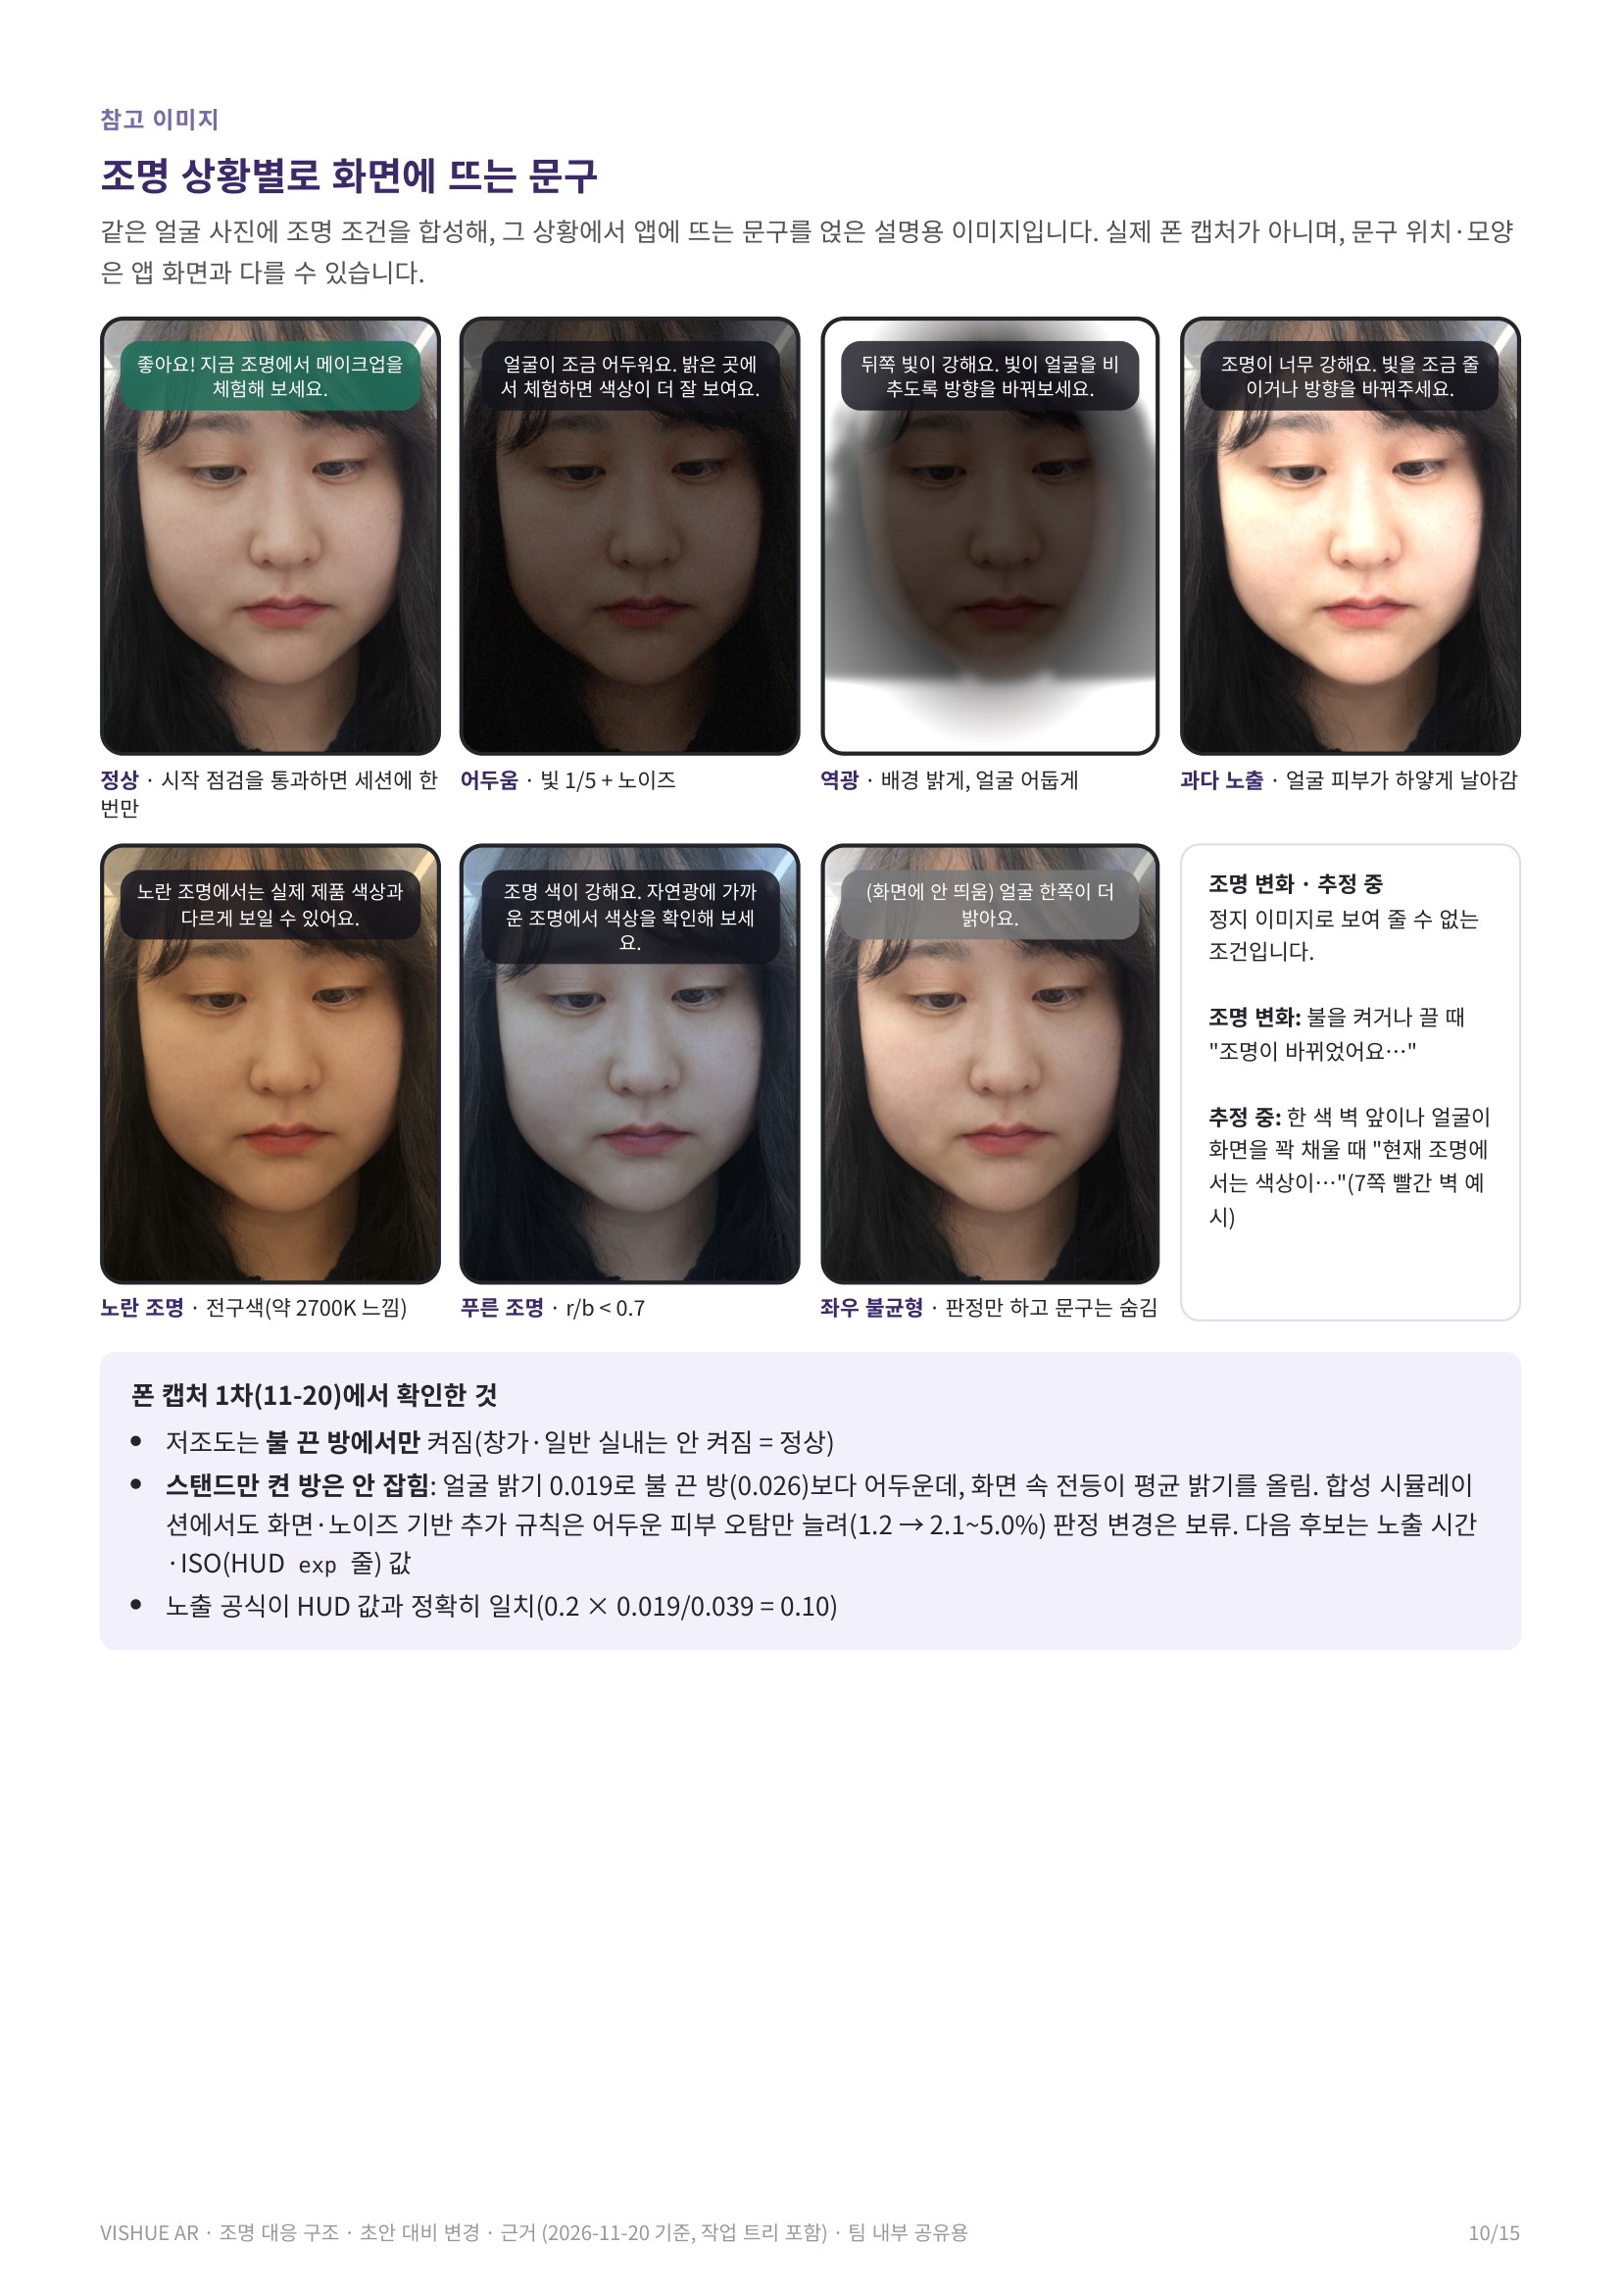 참고 이미지
조명 상황별로 화면에 뜨는 문구
같은 얼굴 사진에 조명 조건을 합성해, 그 상황에서 앱에 뜨는 문구를 얹은 설명용 이미지입니다. 실제 폰 캡처가 아니며, 문구 위치·모양
은 앱 화면과 다를 수 있습니다.
좋아요! 지금 조명에서 메이크업을
체험해 보세요.
정상 · 시작 점검을 통과하면 세션에 한
번만
얼굴이 조금 어두워요. 밝은 곳에
서 체험하면 색상이 더 잘 보여요.
어두움 · 빛 1/5 + 노이즈
뒤쪽 빛이 강해요. 빛이 얼굴을 비
추도록 방향을 바꿔보세요.
역광 · 배경 밝게, 얼굴 어둡게
조명이 너무 강해요. 빛을 조금 줄
이거나 방향을 바꿔주세요.
과다 노출 · 얼굴 피부가 하얗게 날아감
노란 조명에서는 실제 제품 색상과
다르게 보일 수 있어요.
노란 조명 · 전구색(약 2700K 느낌)
조명 색이 강해요. 자연광에 가까
운 조명에서 색상을 확인해 보세
요.
푸른 조명 · r/b < 0.7
(화면에 안 띄움) 얼굴 한쪽이 더
밝아요.
좌우 불균형 · 판정만 하고 문구는 숨김
조명 변화 · 추정 중
정지 이미지로 보여 줄 수 없는
조건입니다.
조명 변화: 불을 켜거나 끌 때
"조명이 바뀌었어요…"
추정 중: 한 색 벽 앞이나 얼굴이
화면을 꽉 채울 때 "현재 조명에
서는 색상이…"(7쪽 빨간 벽 예
시)
폰 캡처 1차(11-20)에서 확인한 것
• 저조도는 불 끈 방에서만 켜짐(창가·일반 실내는 안 켜짐 = 정상)
• 스탠드만 켠 방은 안 잡힘: 얼굴 밝기 0.019로 불 끈 방(0.026)보다 어두운데, 화면 속 전등이 평균 밝기를 올림. 합성 시뮬레이
션에서도 화면·노이즈 기반 추가 규칙은 어두운 피부 오탐만 늘려(1.2 → 2.1~5.0%) 판정 변경은 보류. 다음 후보는 노출 시간
·ISO(HUD exp 줄) 값
• 노출 공식이 HUD 값과 정확히 일치(0.2 × 0.019/0.039 = 0.10)
VISHUE AR · 조명 대응 구조 · 초안 대비 변경 · 근거 (2026-11-20 기준, 작업 트리 포함) · 팀 내부 공유용
10/15